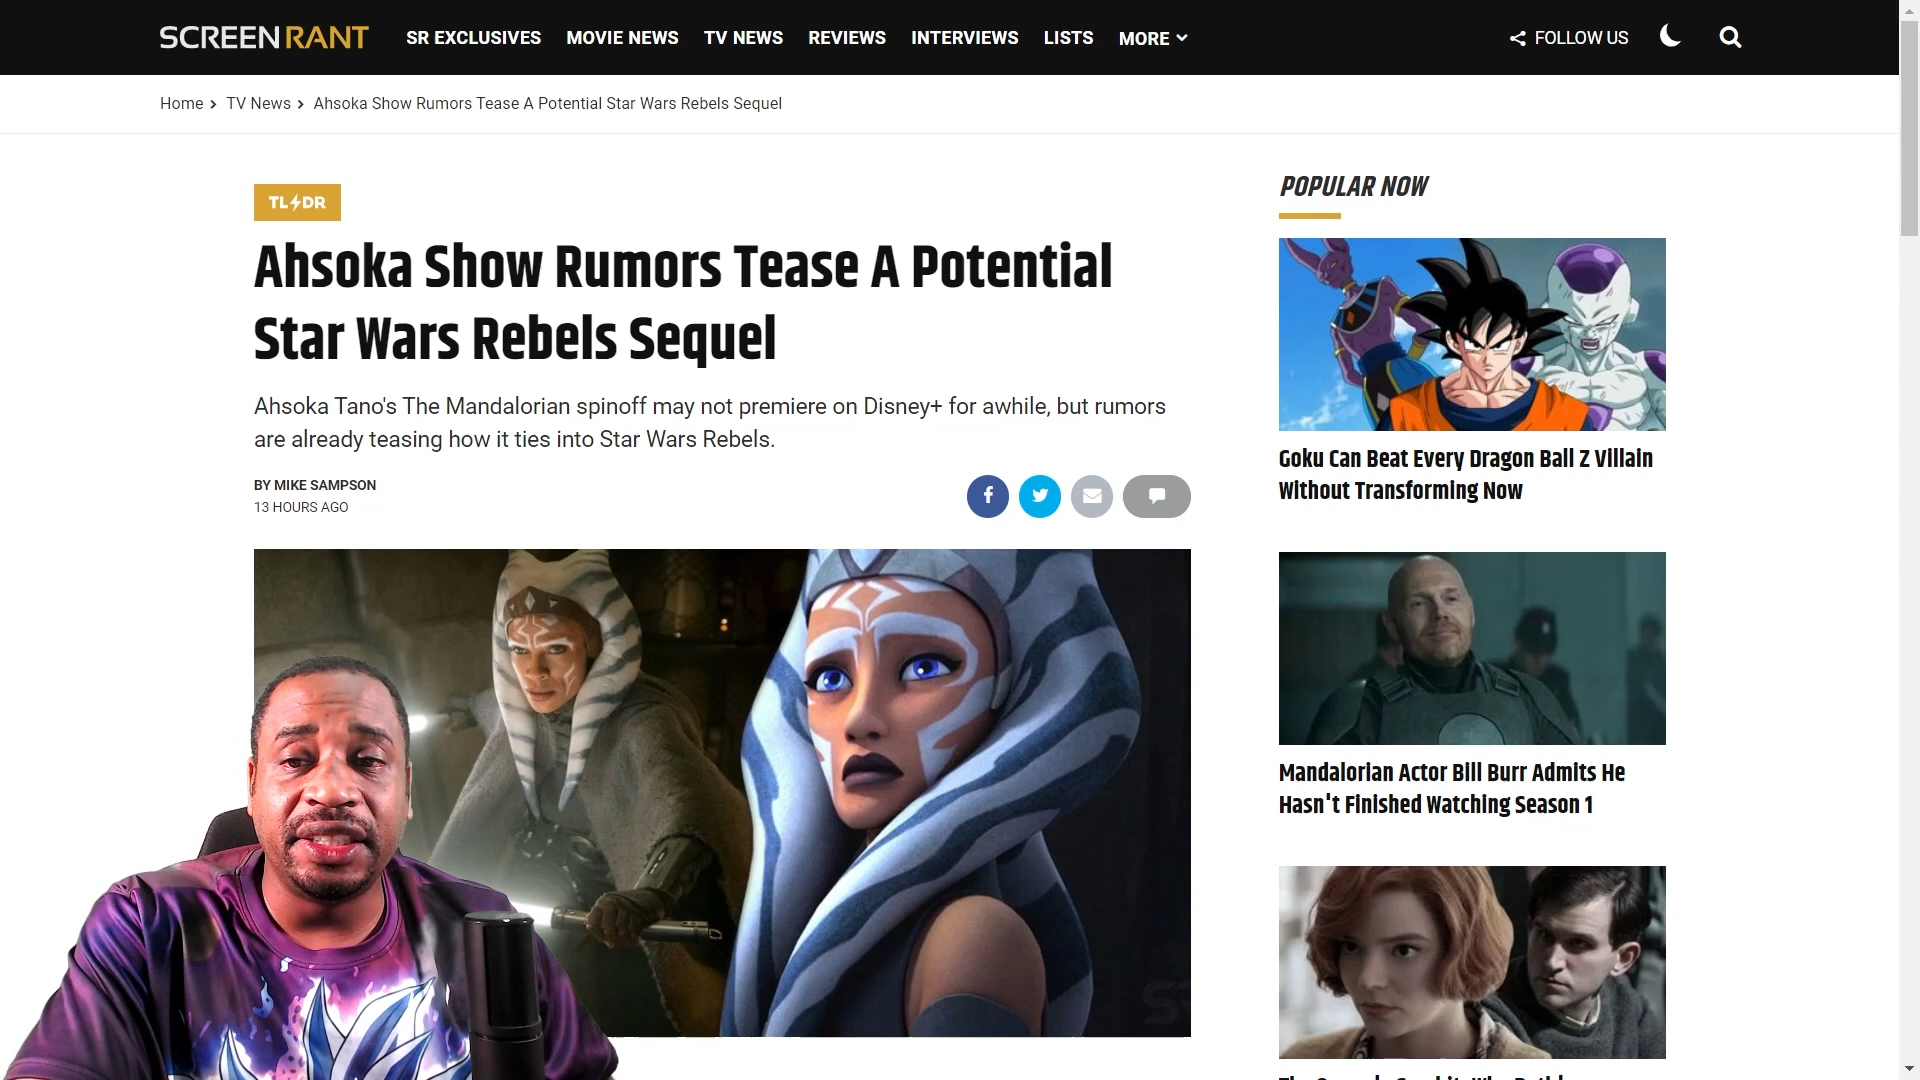 SCREENRANT SR EXCLUSIVES MOVIE NEWS TV NEWS REVIEWS INTERVIEWS LISTS MORE FOLLOW US
Home TV News Ahsoka Show Rumors Tease A Potential Star Wars Rebels Sequel
TL DR
Ahsoka Show Rumors Tease A Potential
Star Wars Rebels Sequel
Ahsoka Tano's The Mandalorian spinoff may not premiere on Disney+ for awhile, but rumors
are already teasing how it ties into Star Wars Rebels.
BY MIKE SAMPSON
13 HOURS AGO
SR
POPULAR NOW
Goku Can Beat Every Dragon Ball Z Villain
Without Transforming Now
Mandalorian Actor Bill Burr Admits He
Hasn't Finished Watching Season 1